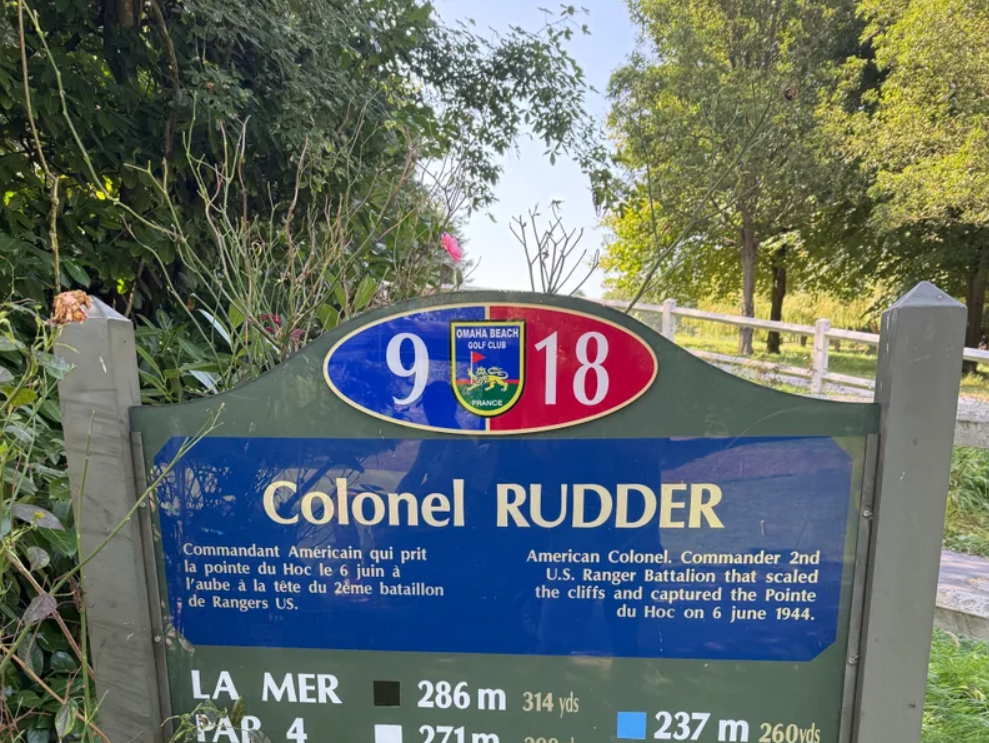 9
OMAHA BEACH
GOLF CLUB
FRANCE
18
Colonel RUDDER
Commandant Américain qui prit
la pointe du Hoc le 6 juin à
l'aube à la tête du 2éme bataillon
de Rangers US.
American Colonel. Commander 2nd
U.S. Ranger Battalion that scaled
the cliffs and captured the Pointe
du Hoc on 6 june 1944.
LA MER 286 m 314 yds
PAR 4 271 m
237 m 260yds